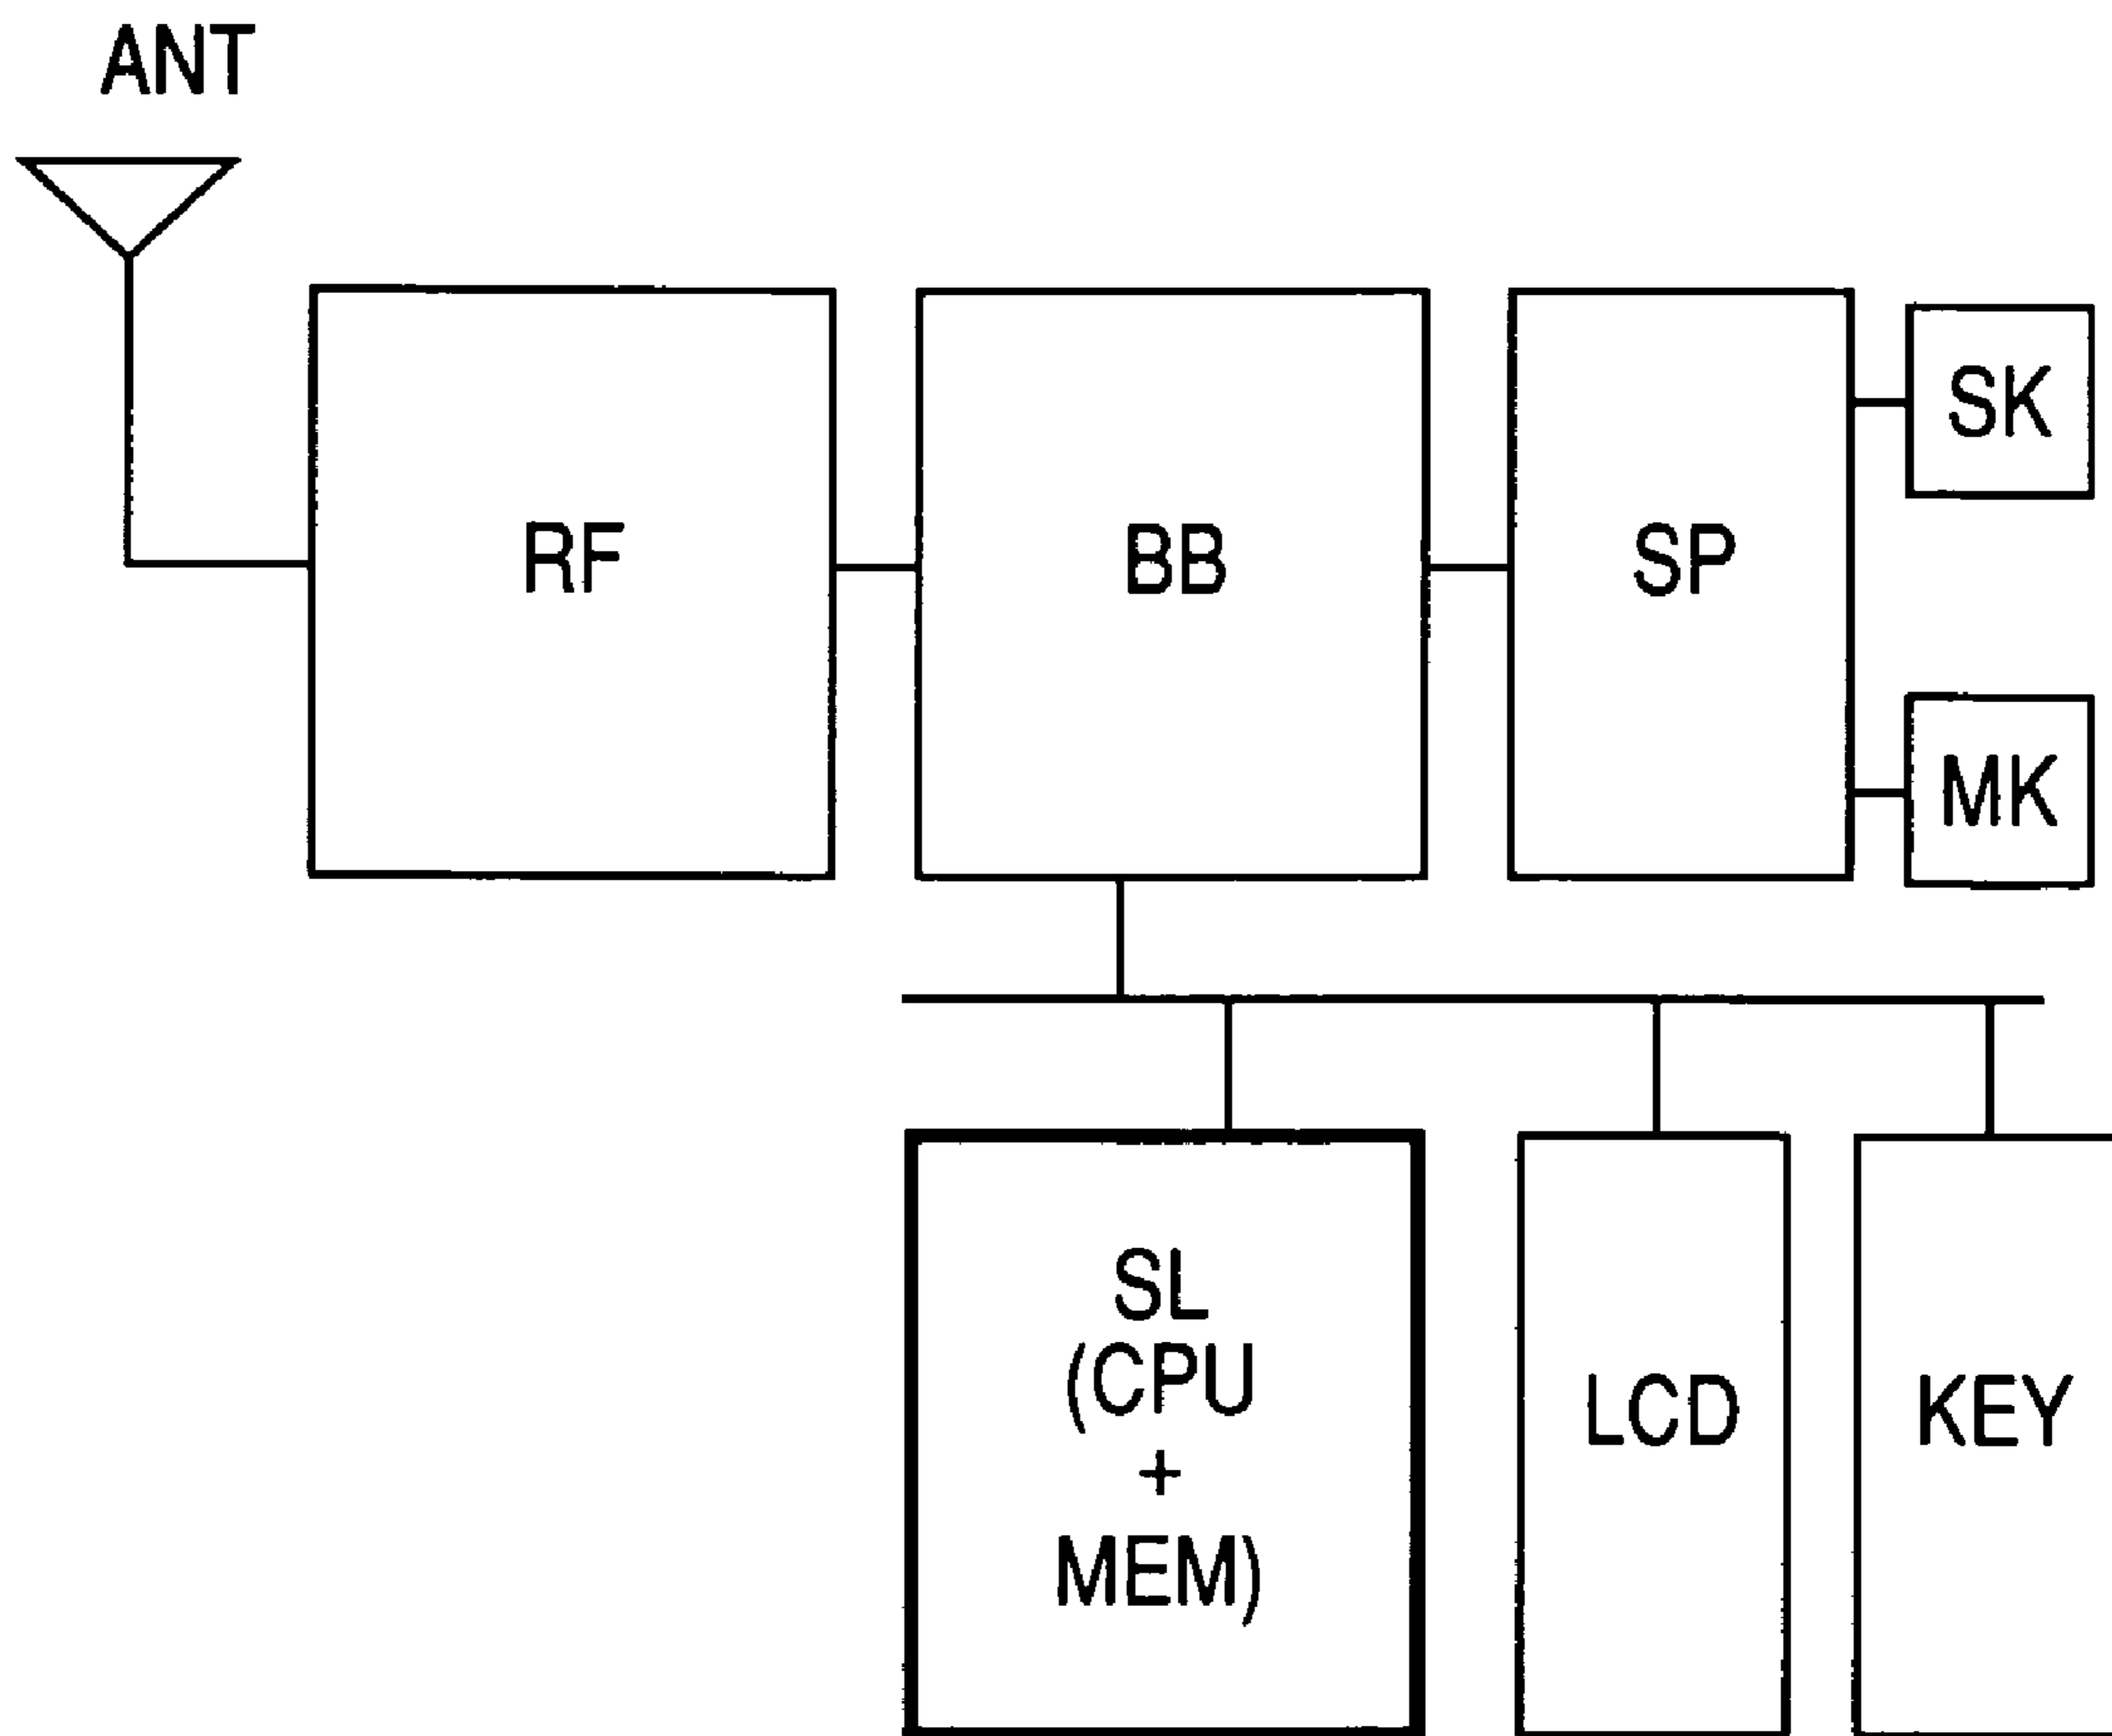 ANT
RF
BB
SP
SK
MK
SL
(CPU
+
MEM)
LCD
KEY